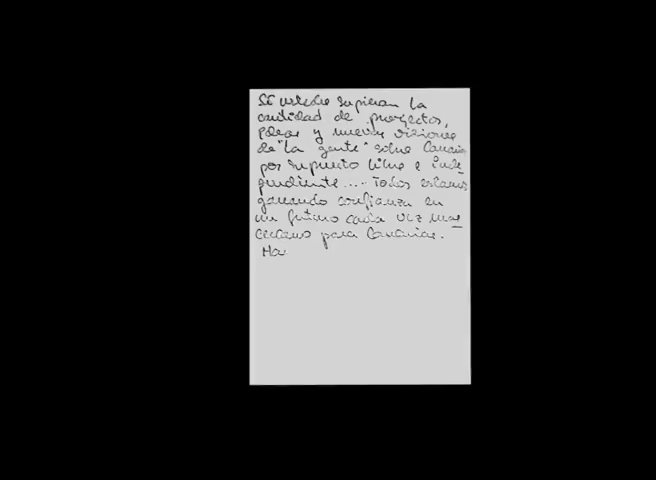 Si ustedes supieran la
cantidad de proyectos,
ideas y nuevas visiones
de "la gente" sobre Canarias
por supuesto libre e inde-
pendiente.... Todos estamos
ganando confianza en
un futuro cada vez mas
cercano para Canarias.
Ma